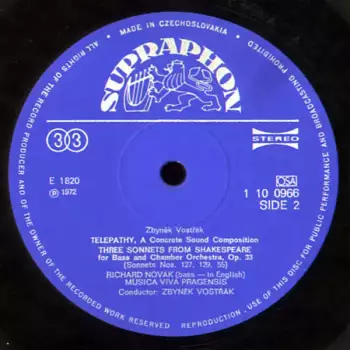 MADE IN CZECHOSLOVAKIA
ALL RIGHTS OF THE RECORD PRODUCER AND OF THE OWNER OF THE RECORDED WORK RESERVED REPRODUCTION, USE OF THIS RECORD FOR PUBLIC PERFORMANCE AND BROADCASTING PROHIBITED
SUPRAPHON
33
STEREO
E 1820
℗ 1972
OSA
1 10 0966
SIDE 2
Zbyněk Vostřák
TELEPATHY, A Concrete Sound Composition
THREE SONNETS FROM SHAKESPEARE
for Bass and Chamber Orchestra, Op. 33
(Sonnets Nos. 127, 129, 55)
RICHARD NOVAK (bass — in English)
MUSICA VIVA PRAGENSIS
Conductor: ZBYNĚK VOSTŘÁK